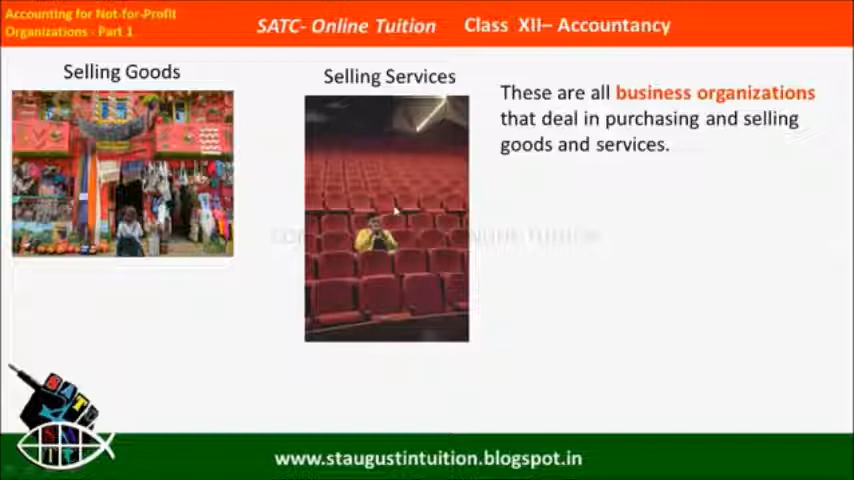 Accounting for Not-for-Profit
Organizations - Part 1
SATC- Online Tuition Class XII– Accountancy
Selling Goods
Selling Services
These are all business organizations
that deal in purchasing and selling
goods and services.
SATC
www.staugustintuition.blogspot.in